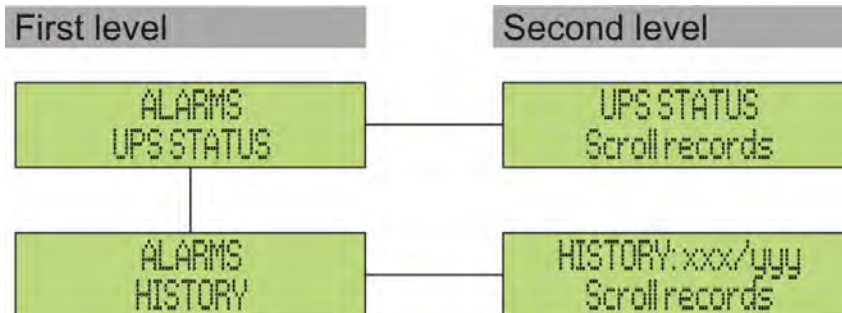 First level
Second level
ALARMS
UPS STATUS
UPS STATUS
Scroll records
ALARMS
HISTORY
HISTORY: xxx/yyy
Scroll records